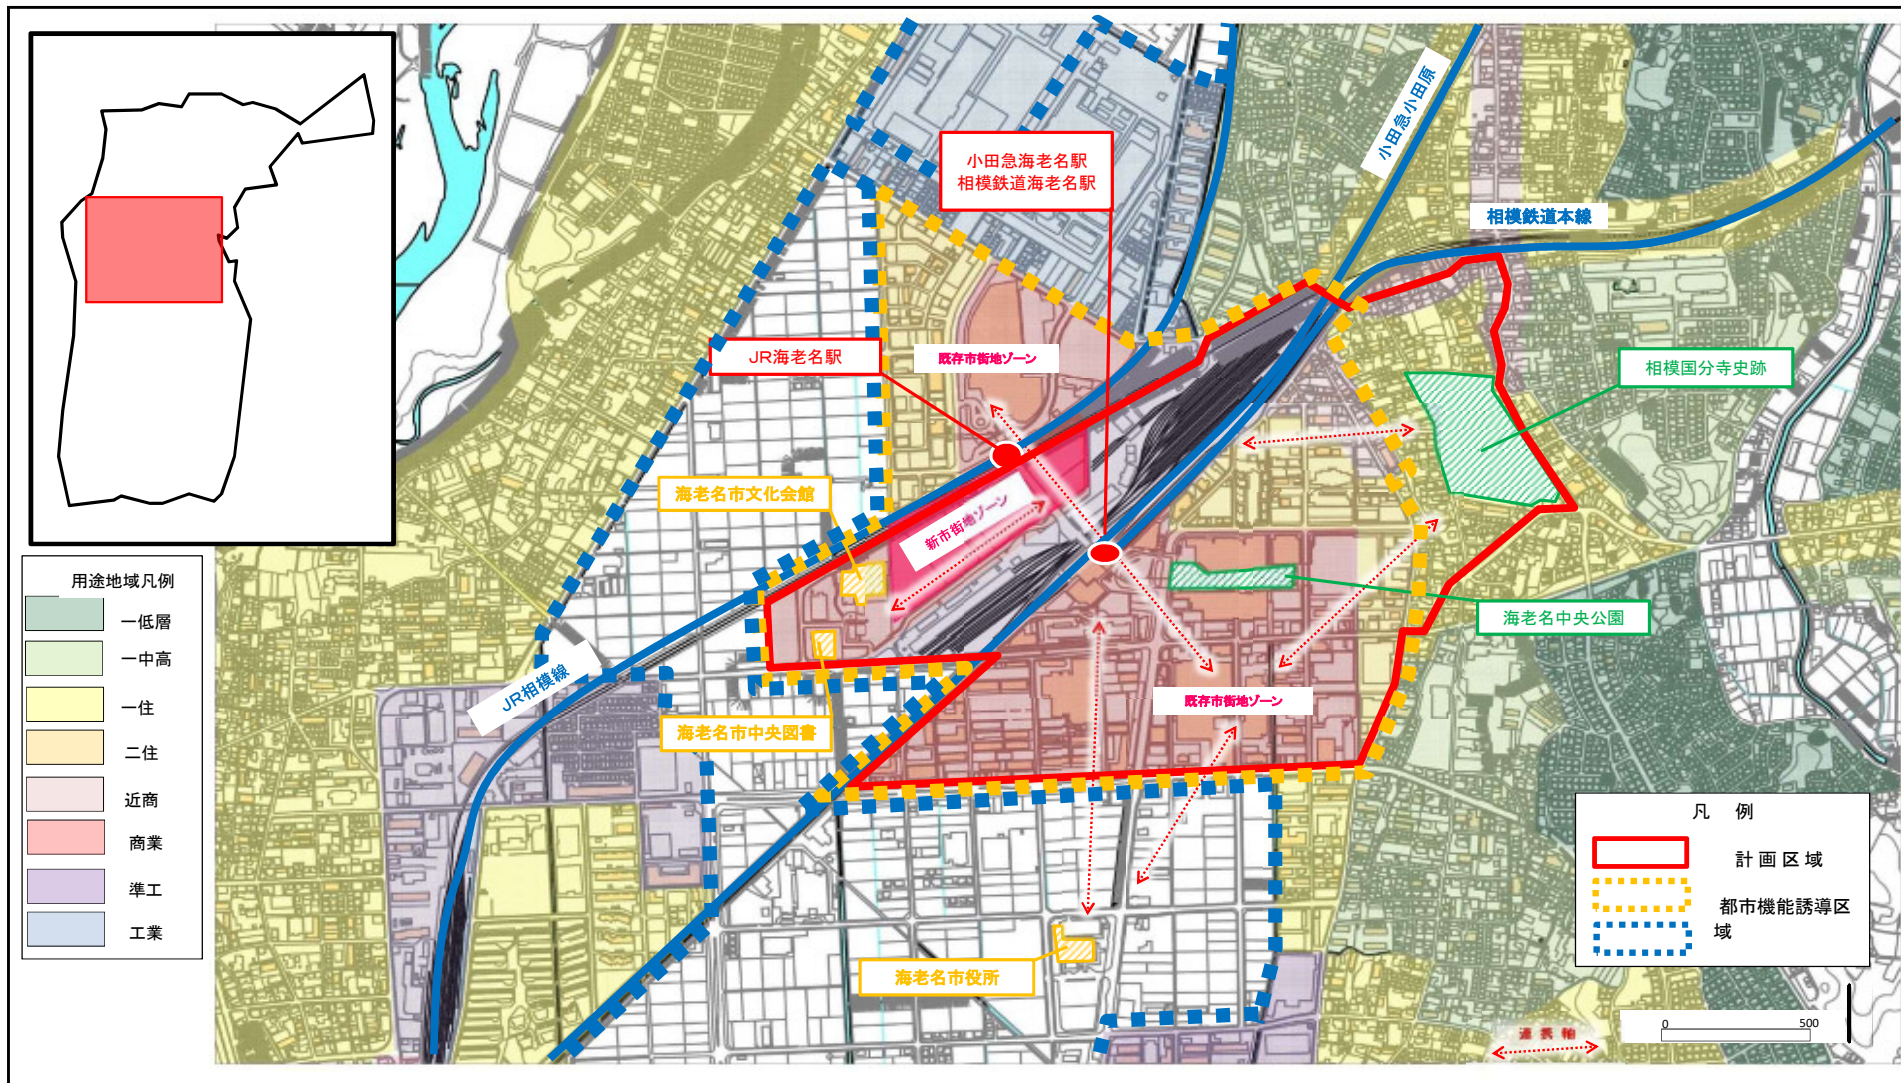 小田急小田原
小田急海老名駅
相模鉄道海老名駅
相模鉄道本線
JR海老名駅
既存市街地ゾーン
相模国分寺史跡
海老名市文化会館
新市街地ゾーン
用途地域凡例
一低層
一中高
一住
二住
近商
商業
準工
工業
海老名中央公園
JR相模線
既存市街地ゾーン
海老名市中央図書
海老名市役所
凡 例
計画区域
都市機能誘導区
域
連携軸
0 500